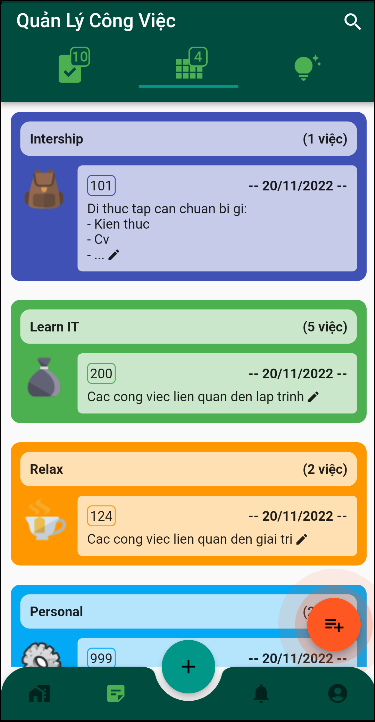 Quản Lý Công Việc
10
4
Intership (1 việc)
101 -- 20/11/2022 --
Di thuc tap can chuan bi gi:
- Kien thuc
- Cv
- ...
Learn IT (5 việc)
200 -- 20/11/2022 --
Cac cong viec lien quan den lap trinh
Relax (2 việc)
124 -- 20/11/2022 --
Cac cong viec lien quan den giai tri
Personal
999 -- 20/11/2022 --